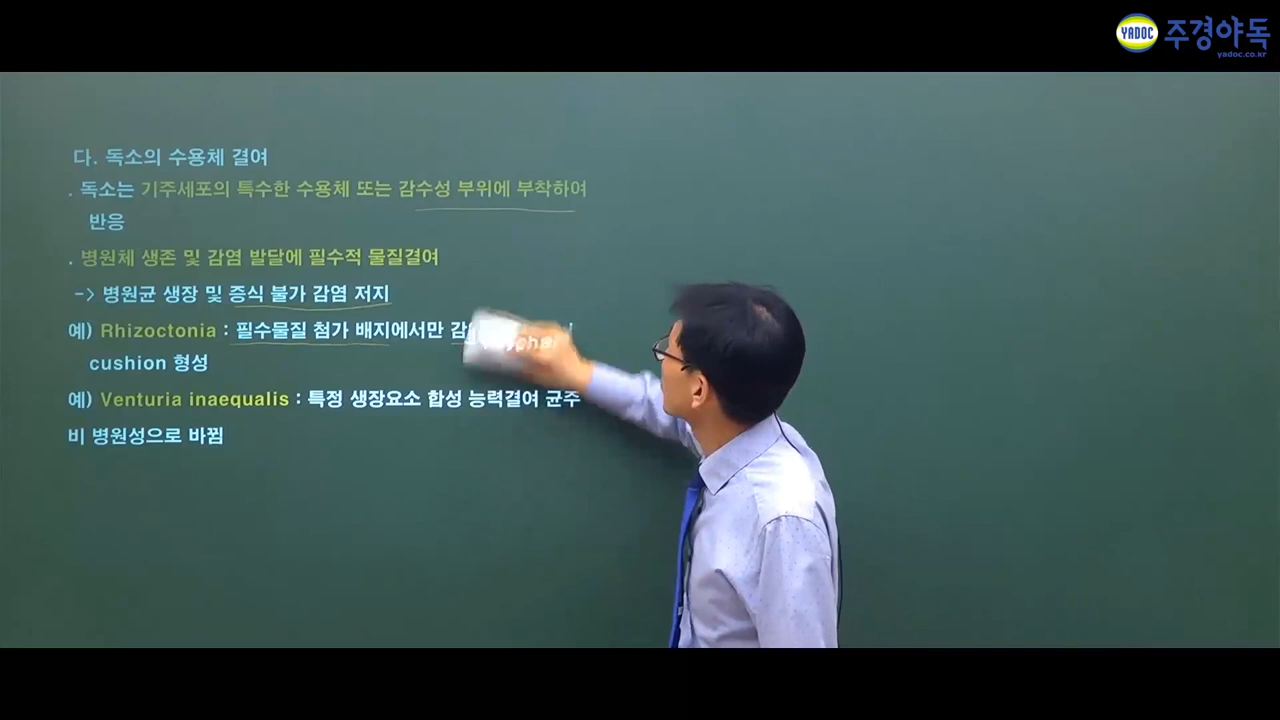 YADOC 주경야독
yadoc.co.kr
다. 독소의 수용체 결여
. 독소는 기주세포의 특수한 수용체 또는 감수성 부위에 부착하여
반응
. 병원체 생존 및 감염 발달에 필수적 물질결여
-> 병원균 생장 및 증식 불가 감염 저지
예) Rhizoctonia : 필수물질 첨가 배지에서만
cushion 형성
예) Venturia inaequalis : 특정 생장요소 합성 능력결여 균주
비 병원성으로 바뀜